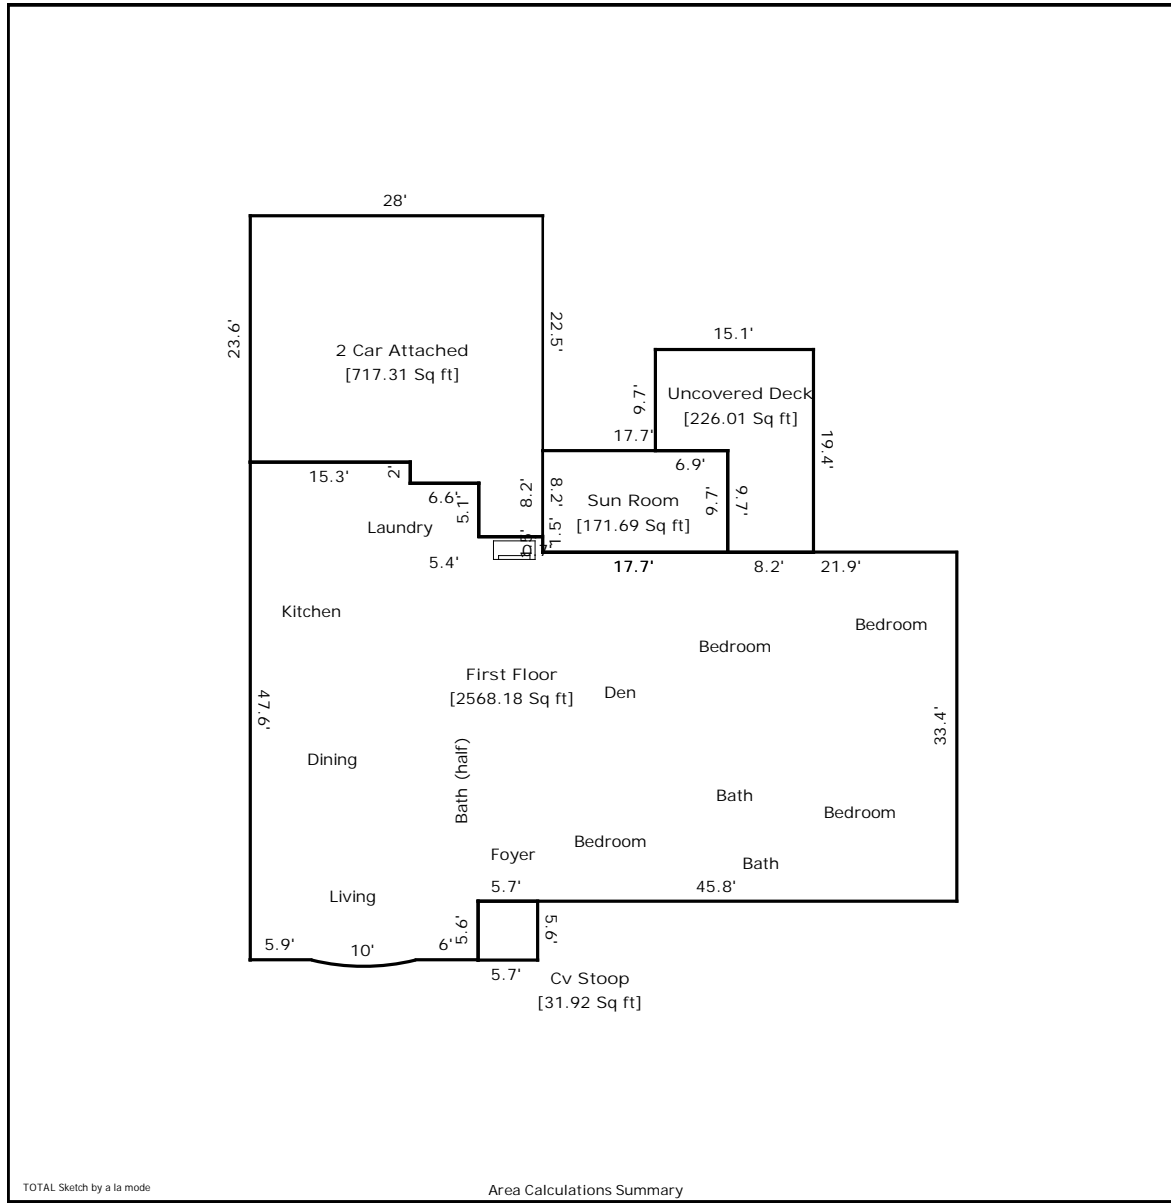 28'
23.6'
22.5'
2 Car Attached
[717.31 Sq ft]
15.1'
9.7'
Uncovered Deck
[226.01 Sq ft]
19.4'
17.7'
6.9'
15.3'
2'
6.6'
5.1'
8.2'
8.2'
Sun Room
[171.69 Sq ft]
9.7'
9.7'
Laundry
1.5'
5.4'
17.7'
8.2'
21.9'
Kitchen
Bedroom
Bedroom
First Floor
[2568.18 Sq ft]
Den
47.6'
33.4'
Dining
Bath (half)
Bath
Bedroom
Bedroom
Foyer
Bath
Living
5.7'
45.8'
5.9'
10'
6'
5.6'
5.6'
5.7'
Cv Stoop
[31.92 Sq ft]
TOTAL Sketch by a la mode
Area Calculations Summary